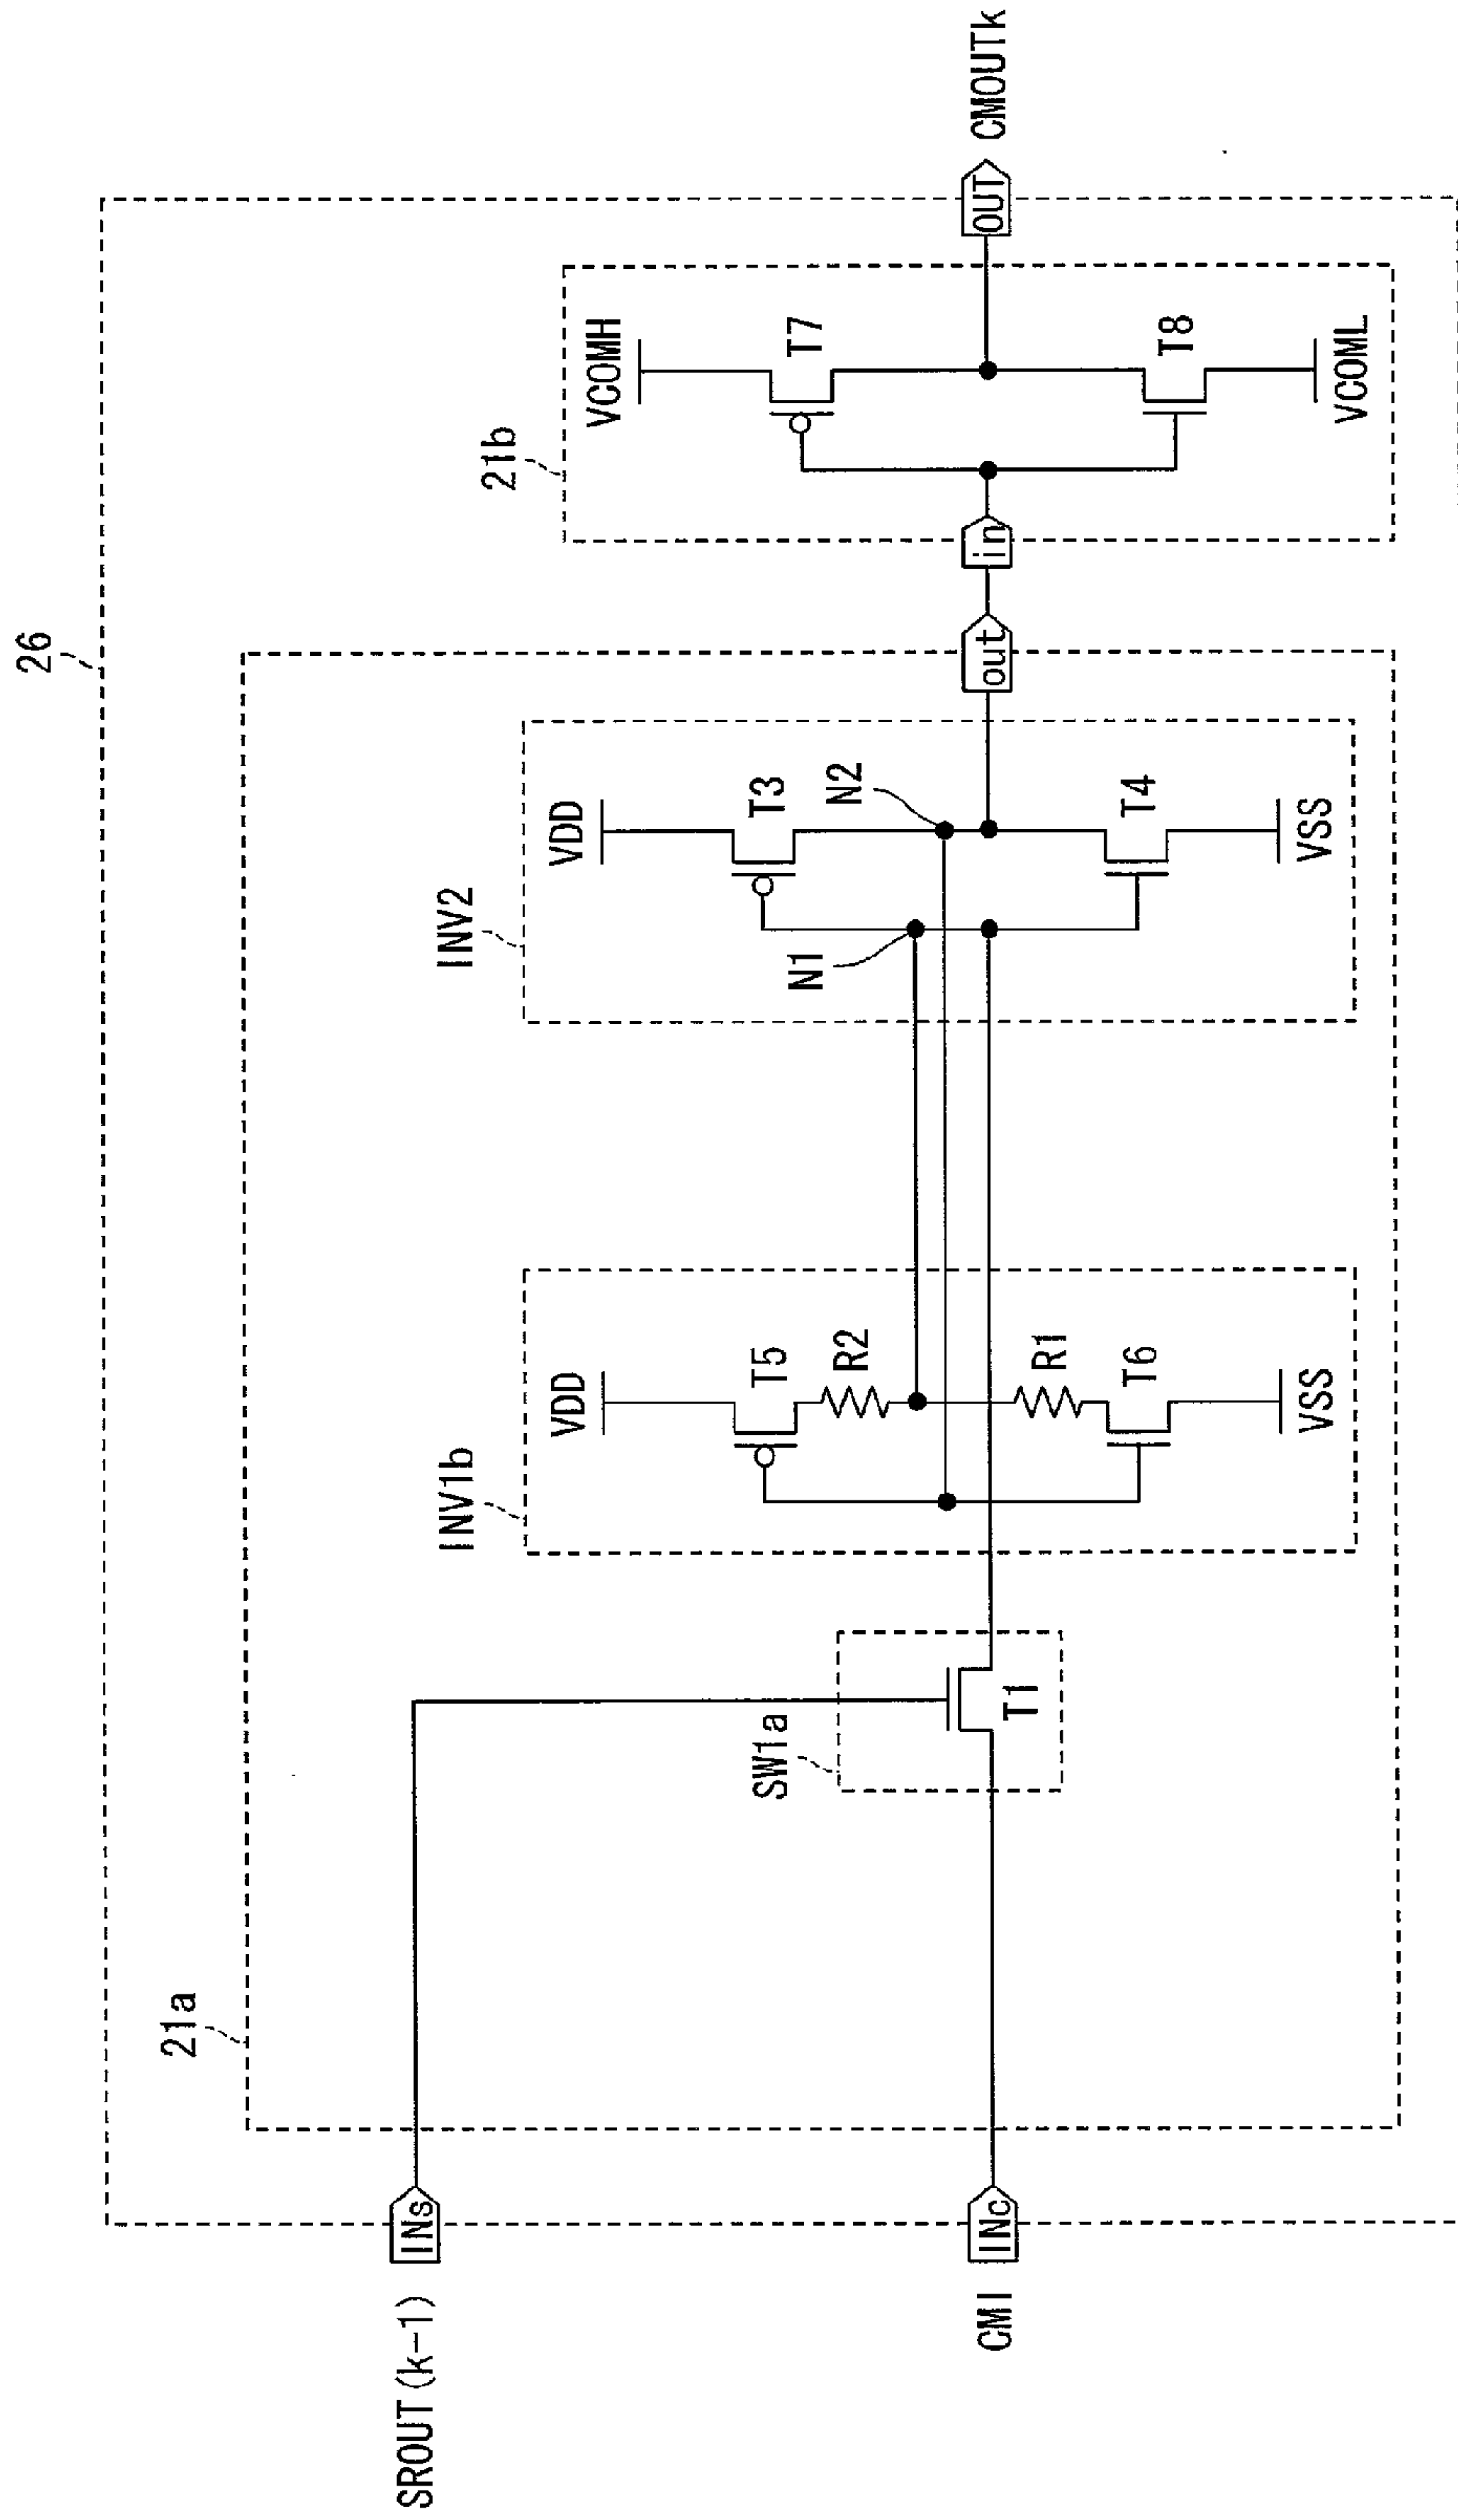 26
21a
21b
INV1b
INV2
VDD
VDD
VCOMH
T5
R2
T3
N2
T7
N1
SW1a
T1
R1
T6
T4
T8
VSS
VSS
VCOML
SROUT(k-1)
INs
CMI
INc
out
in
OUT
CMOUTk